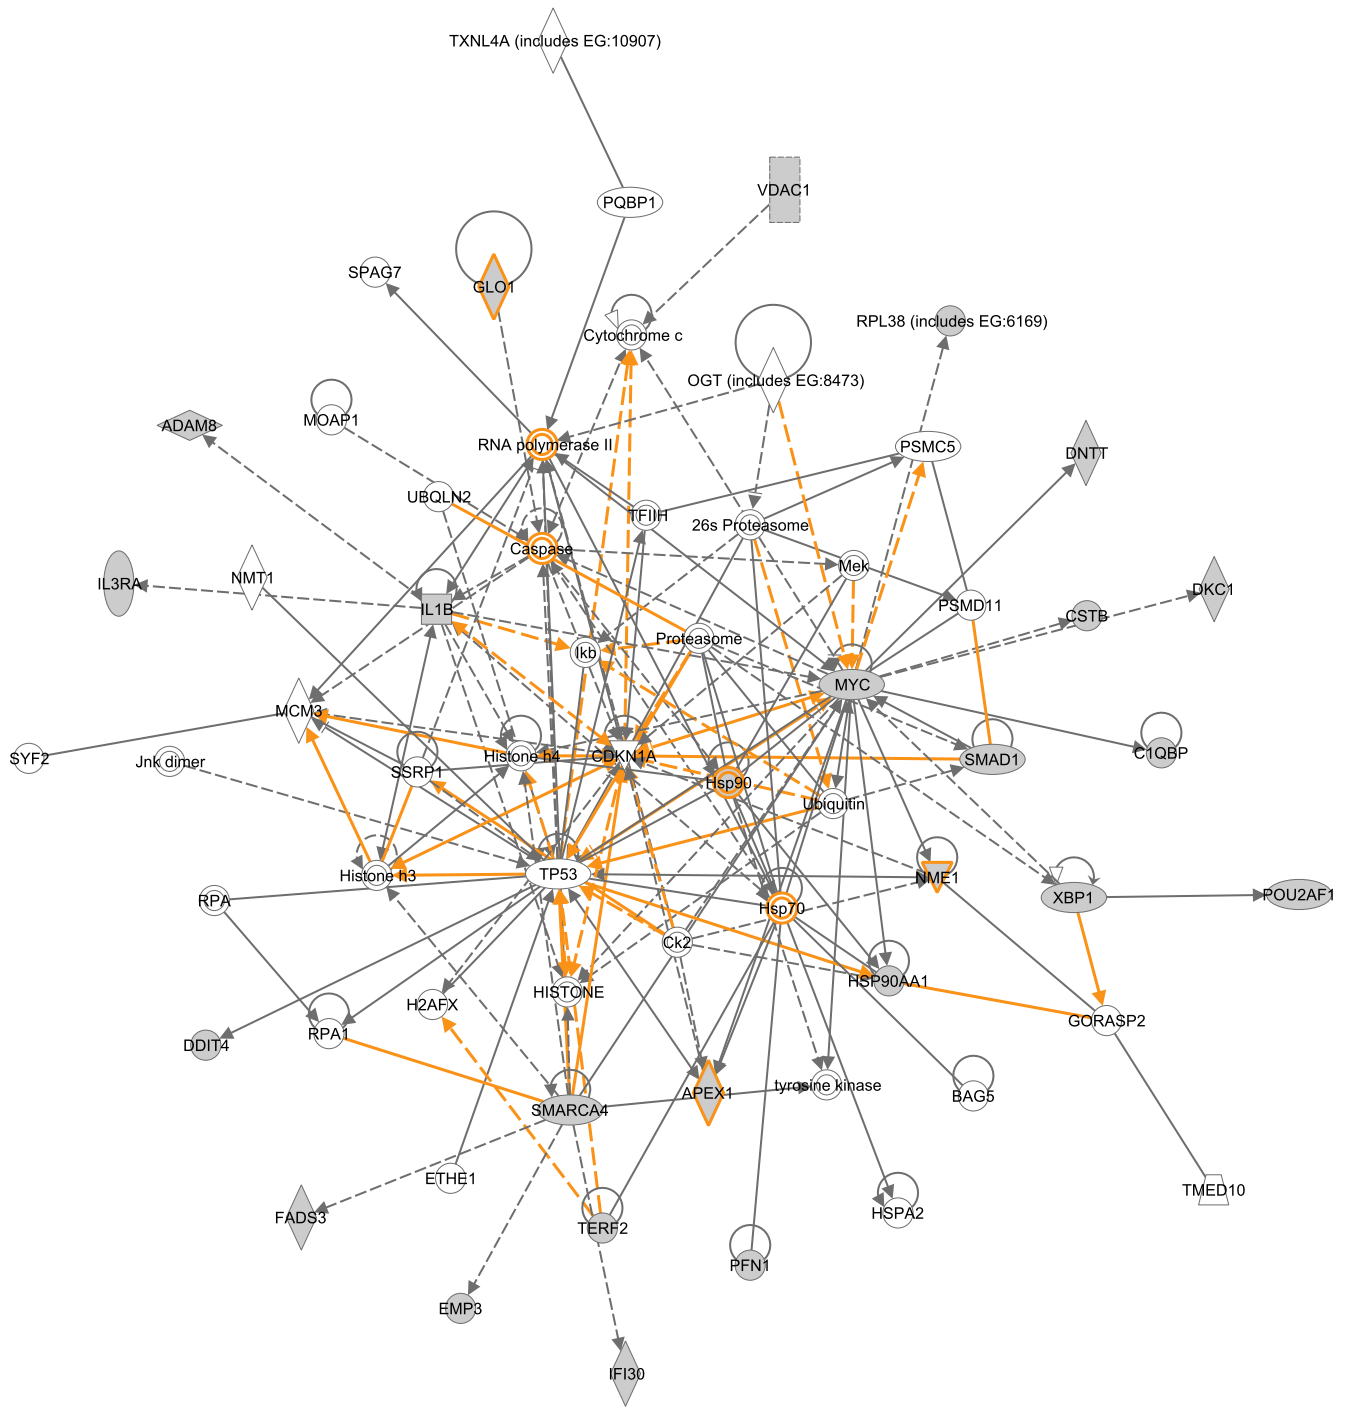 TXNL4A (includes EG:10907)
VDAC1
PQBP1
SPAG7
GLO1
RPL38 (includes EG:6169)
Cytochrome c
OGT (includes EG:8473)
MOAP1
ADAM8
RNA polymerase II
PSMC5
DNTT
UBQLN2
TFIIH
26s Proteasome
Caspase
Mek
IL3RA
NMT1
DKC1
IL1B
PSMD11
CSTB
Proteasome
Ikb
MYC
MCM3
SYF2
Jnk dimer
Histone h4
CDKN1A
SMAD1
C1QBP
SSRP1
Hsp90
Ubiquitin
Histone h3
TP53
NME1
RPA
Hsp70
XBP1
POU2AF1
Ck2
HSP90AA1
HISTONE
H2AFX
GORASP2
RPA1
DDIT4
tyrosine kinase
APEX1
BAG5
SMARCA4
ETHE1
TMED10
FADS3
HSPA2
TERF2
PFN1
EMP3
IFI30